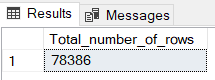 Results Messages
Total_number_of_rows
1 78386